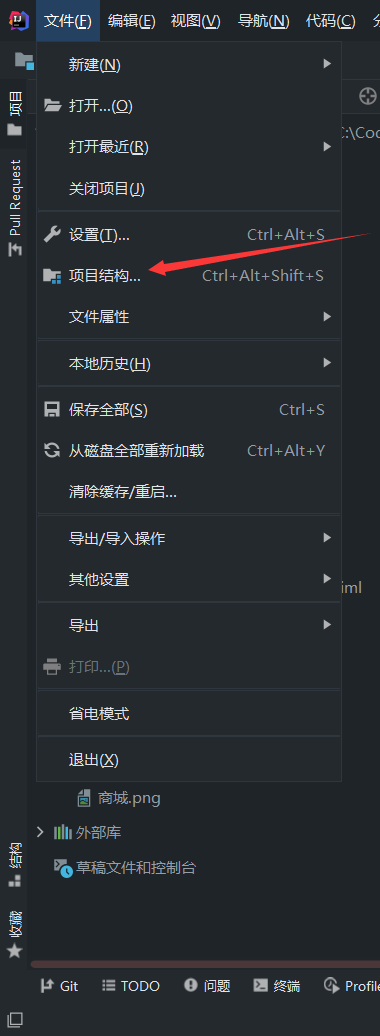 文件(F) 编辑(E) 视图(V) 导航(N) 代码(C)
项目
Pull Request
新建(N)
打开...(O)
打开最近(R)
关闭项目(J)
C:\Coc
设置(T)... Ctrl+Alt+S
项目结构... Ctrl+Alt+Shift+S
文件属性
本地历史(H)
保存全部(S) Ctrl+S
从磁盘全部重新加载 Ctrl+Alt+Y
清除缓存/重启...
导出/导入操作
其他设置
iml
导出
打印...(P)
省电模式
退出(X)
商城.png
外部库
草稿文件和控制台
结构
收藏
Git TODO 问题 终端 Profile